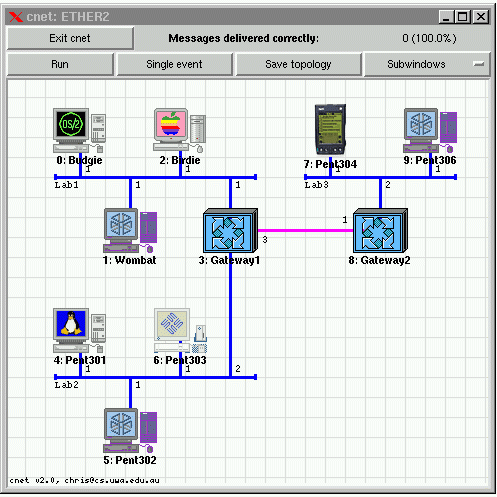 cnet: ETHER2
Exit cnet
Messages delivered correctly:
0 (100.0%)
Run
Single event
Save topology
Subwindows
OS/2
0: Budgie
2: Birdie
7: Pent304
9: Pent306
1
1
1
1
Lab1
1
1
Lab3
2
1: Wombat
3: Gateway1
3
1
8: Gateway2
4: Pent301
6: Pent303
1
1
Lab2
1
2
5: Pent302
cnet v2.0, chris@cs.uwa.edu.au